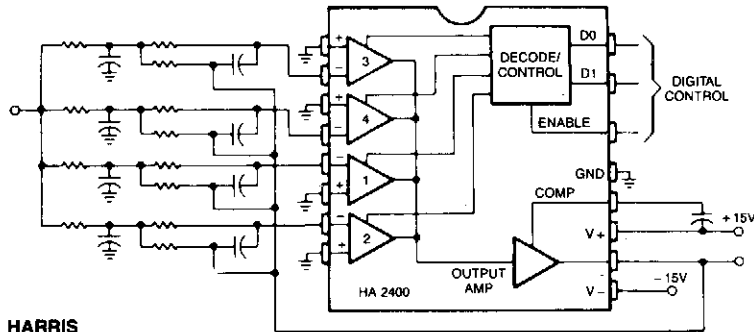 +
−
3
DECODE/
CONTROL
D0
D1
DIGITAL
CONTROL
+
−
4
ENABLE
−
+
1
GND
COMP
−
+
2
+15V
V+
OUTPUT
AMP
−15V
V−
HA 2400
HARRIS